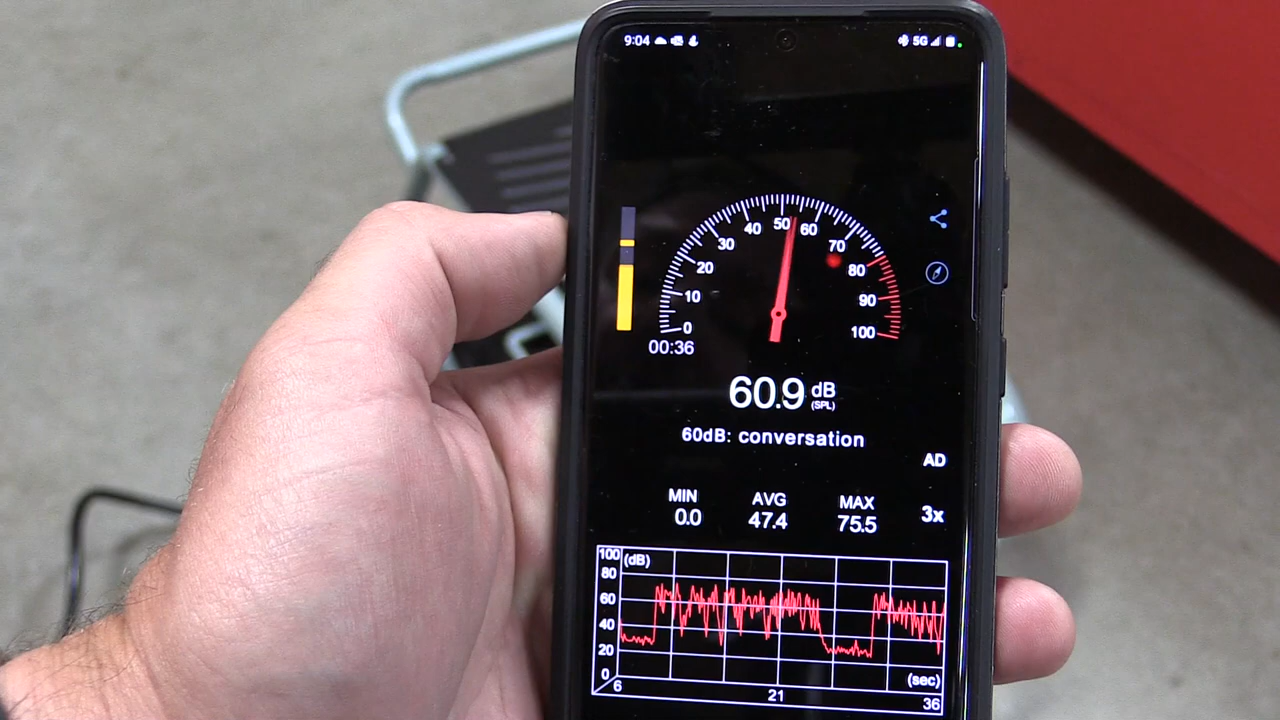 9:04
5G
50
40
60
30
70
20
80
10
90
0
100
00:36
60.9 dB
(SPL)
60dB: conversation
AD
MIN AVG MAX
0.0 47.4 75.5
3x
100 (dB)
80
60
40
20
0
(sec)
6 21 36